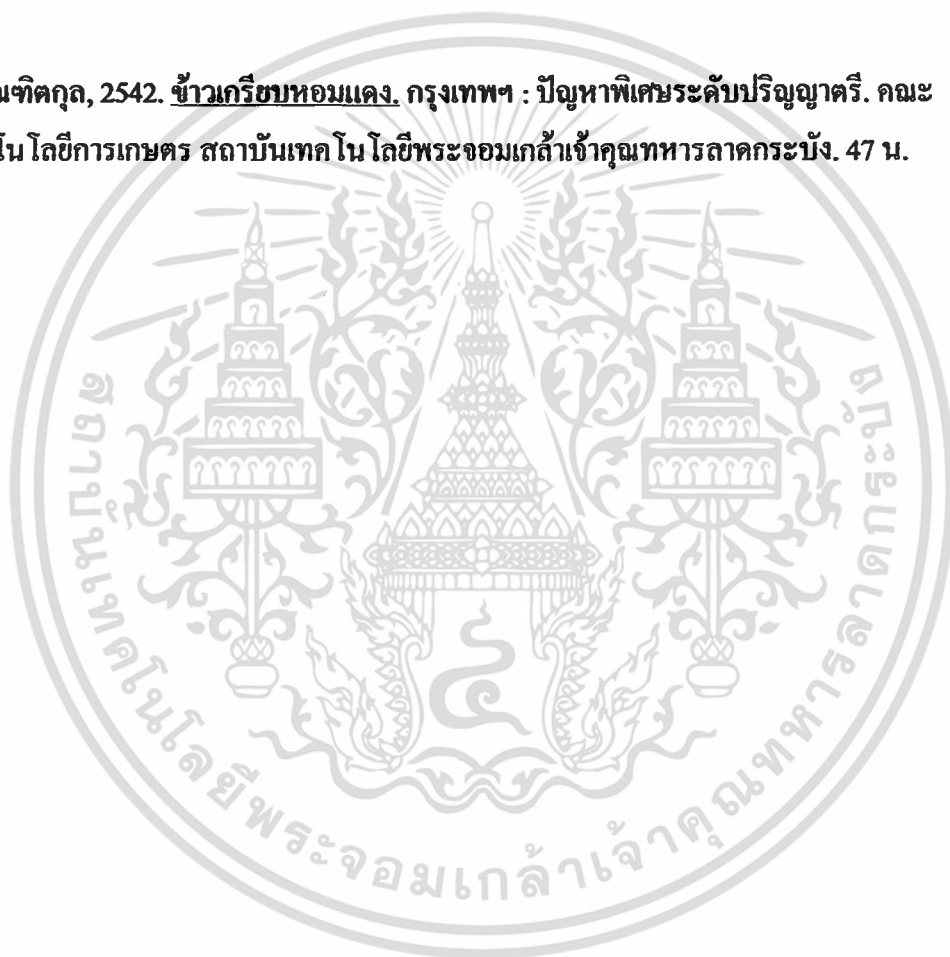 ณฑิตกุล, 2542. ข้าวเกรียบหอมแดง. กรุงเทพฯ : ปัญหาพิเศษระดับปริญญาตรี. คณะ
โนโลยีการเกษตร สถาบันเทคโนโลยีพระจอมเกล้าเจ้าคุณทหารลาดกระบัง. 47 น.
สถาบันเทคโนโลยีพระจอมเกล้าเจ้าคุณทหารลาดกระบัง